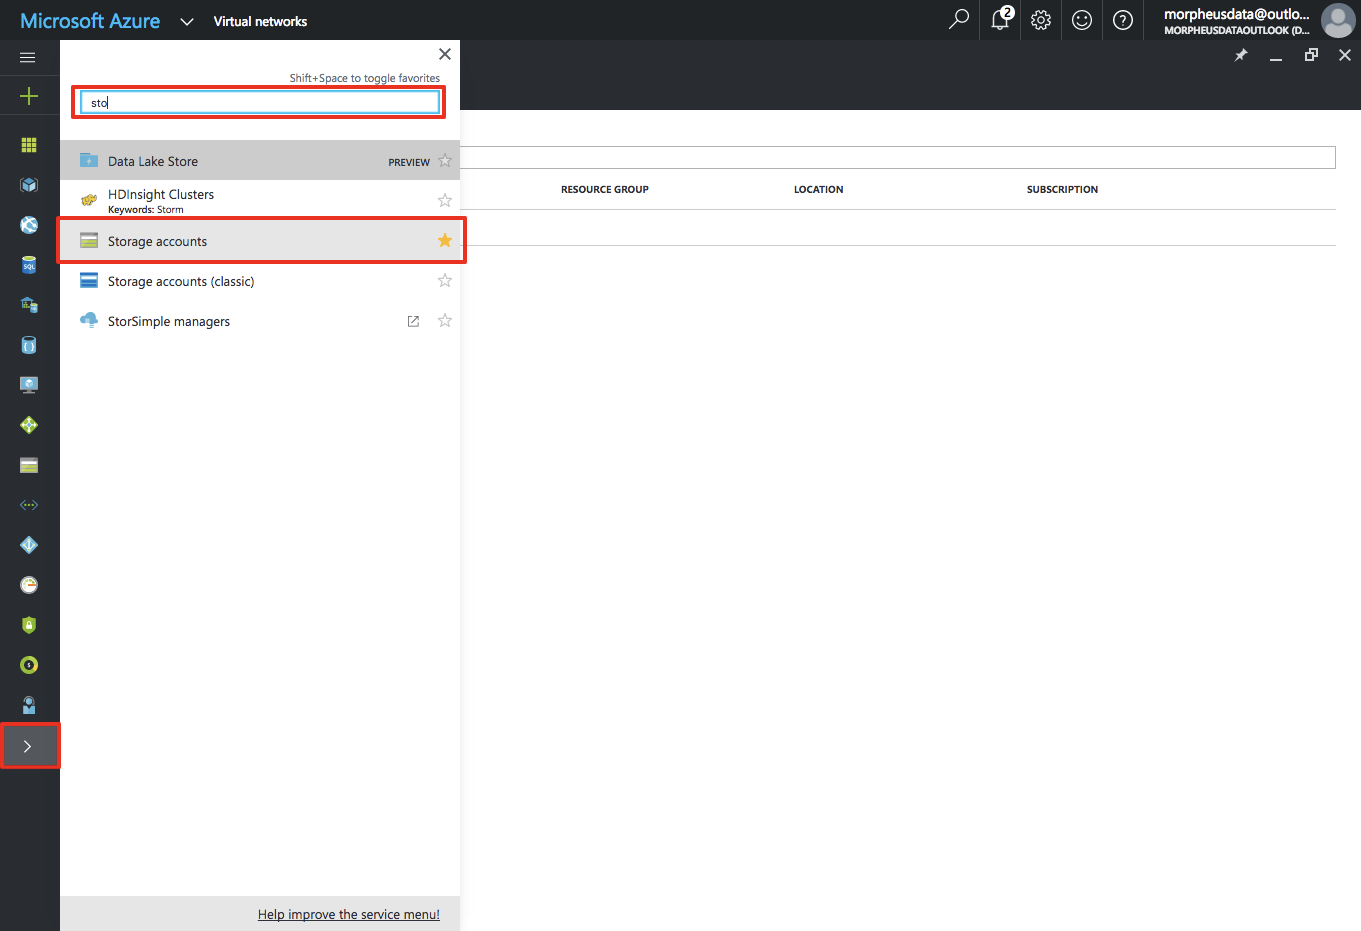 Microsoft Azure
Virtual networks
2
morpheusdata@outlo...
MORPHEUSDATAOUTLOOK (D...
Shift+Space to toggle favorites
sto
Data Lake Store
PREVIEW
HDInsight Clusters
Keywords: Storm
Storage accounts
Storage accounts (classic)
StorSimple managers
RESOURCE GROUP
LOCATION
SUBSCRIPTION
SQL
Help improve the service menu!